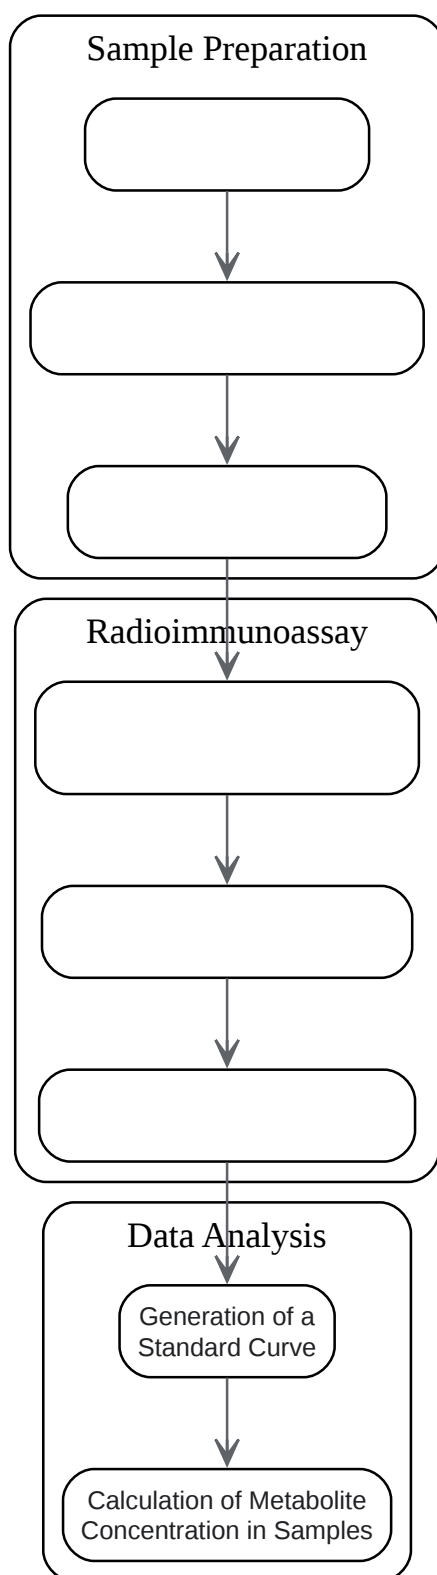 Sample Preparation
Radioimmunoassay
Data Analysis
Generation of a
Standard Curve
Calculation of Metabolite
Concentration in Samples